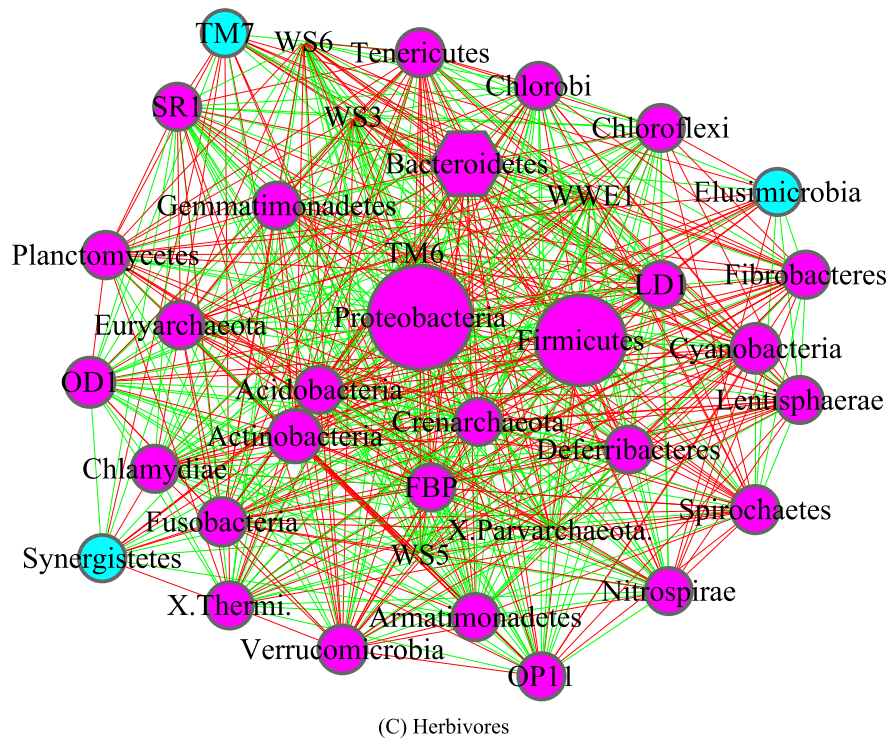 TM7
WS6
Tenericutes
Chlorobi
SR1
WS3
Chloroflexi
Bacteroidetes
WWE1
Elusimicrobia
Gemmatimonadetes
Planctomycetes
TM6
Fibrobacteres
LD1
Euryarchaeota
Proteobacteria
Firmicutes
Cyanobacteria
OD1
Acidobacteria
Lentisphaerae
Crenarchaeota
Actinobacteria
Deferribacteres
Chlamydiae
FBP
Spirochaetes
Fusobacteria
X.Parvarchaeota.
Synergistetes
WS5
Nitrospirae
X.Thermi.
Armatimonadetes
Verrucomicrobia
OP11
(C) Herbivores